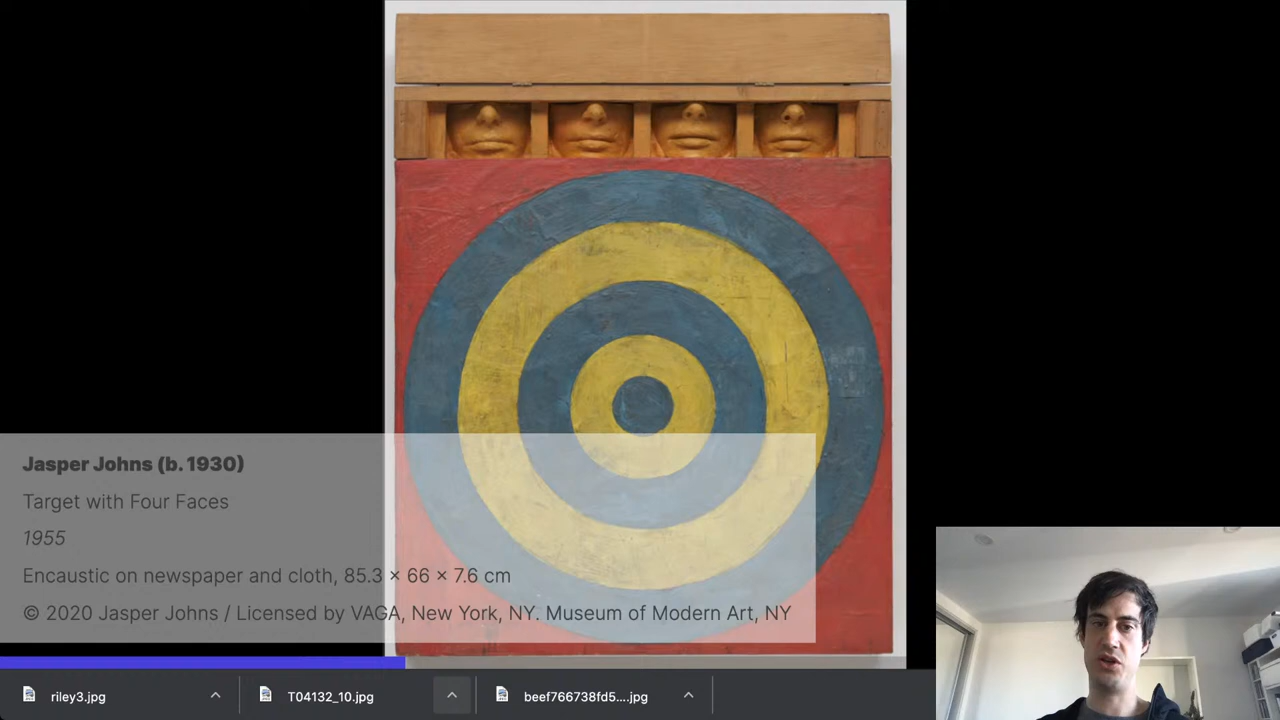 Jasper Johns (b. 1930)
Target with Four Faces
1955
Encaustic on newspaper and cloth, 85.3 × 66 × 7.6 cm
© 2020 Jasper Johns / Licensed by VAGA, New York, NY. Museum of Modern Art, NY
riley3.jpg
T04132_10.jpg
beef766738fd5....jpg